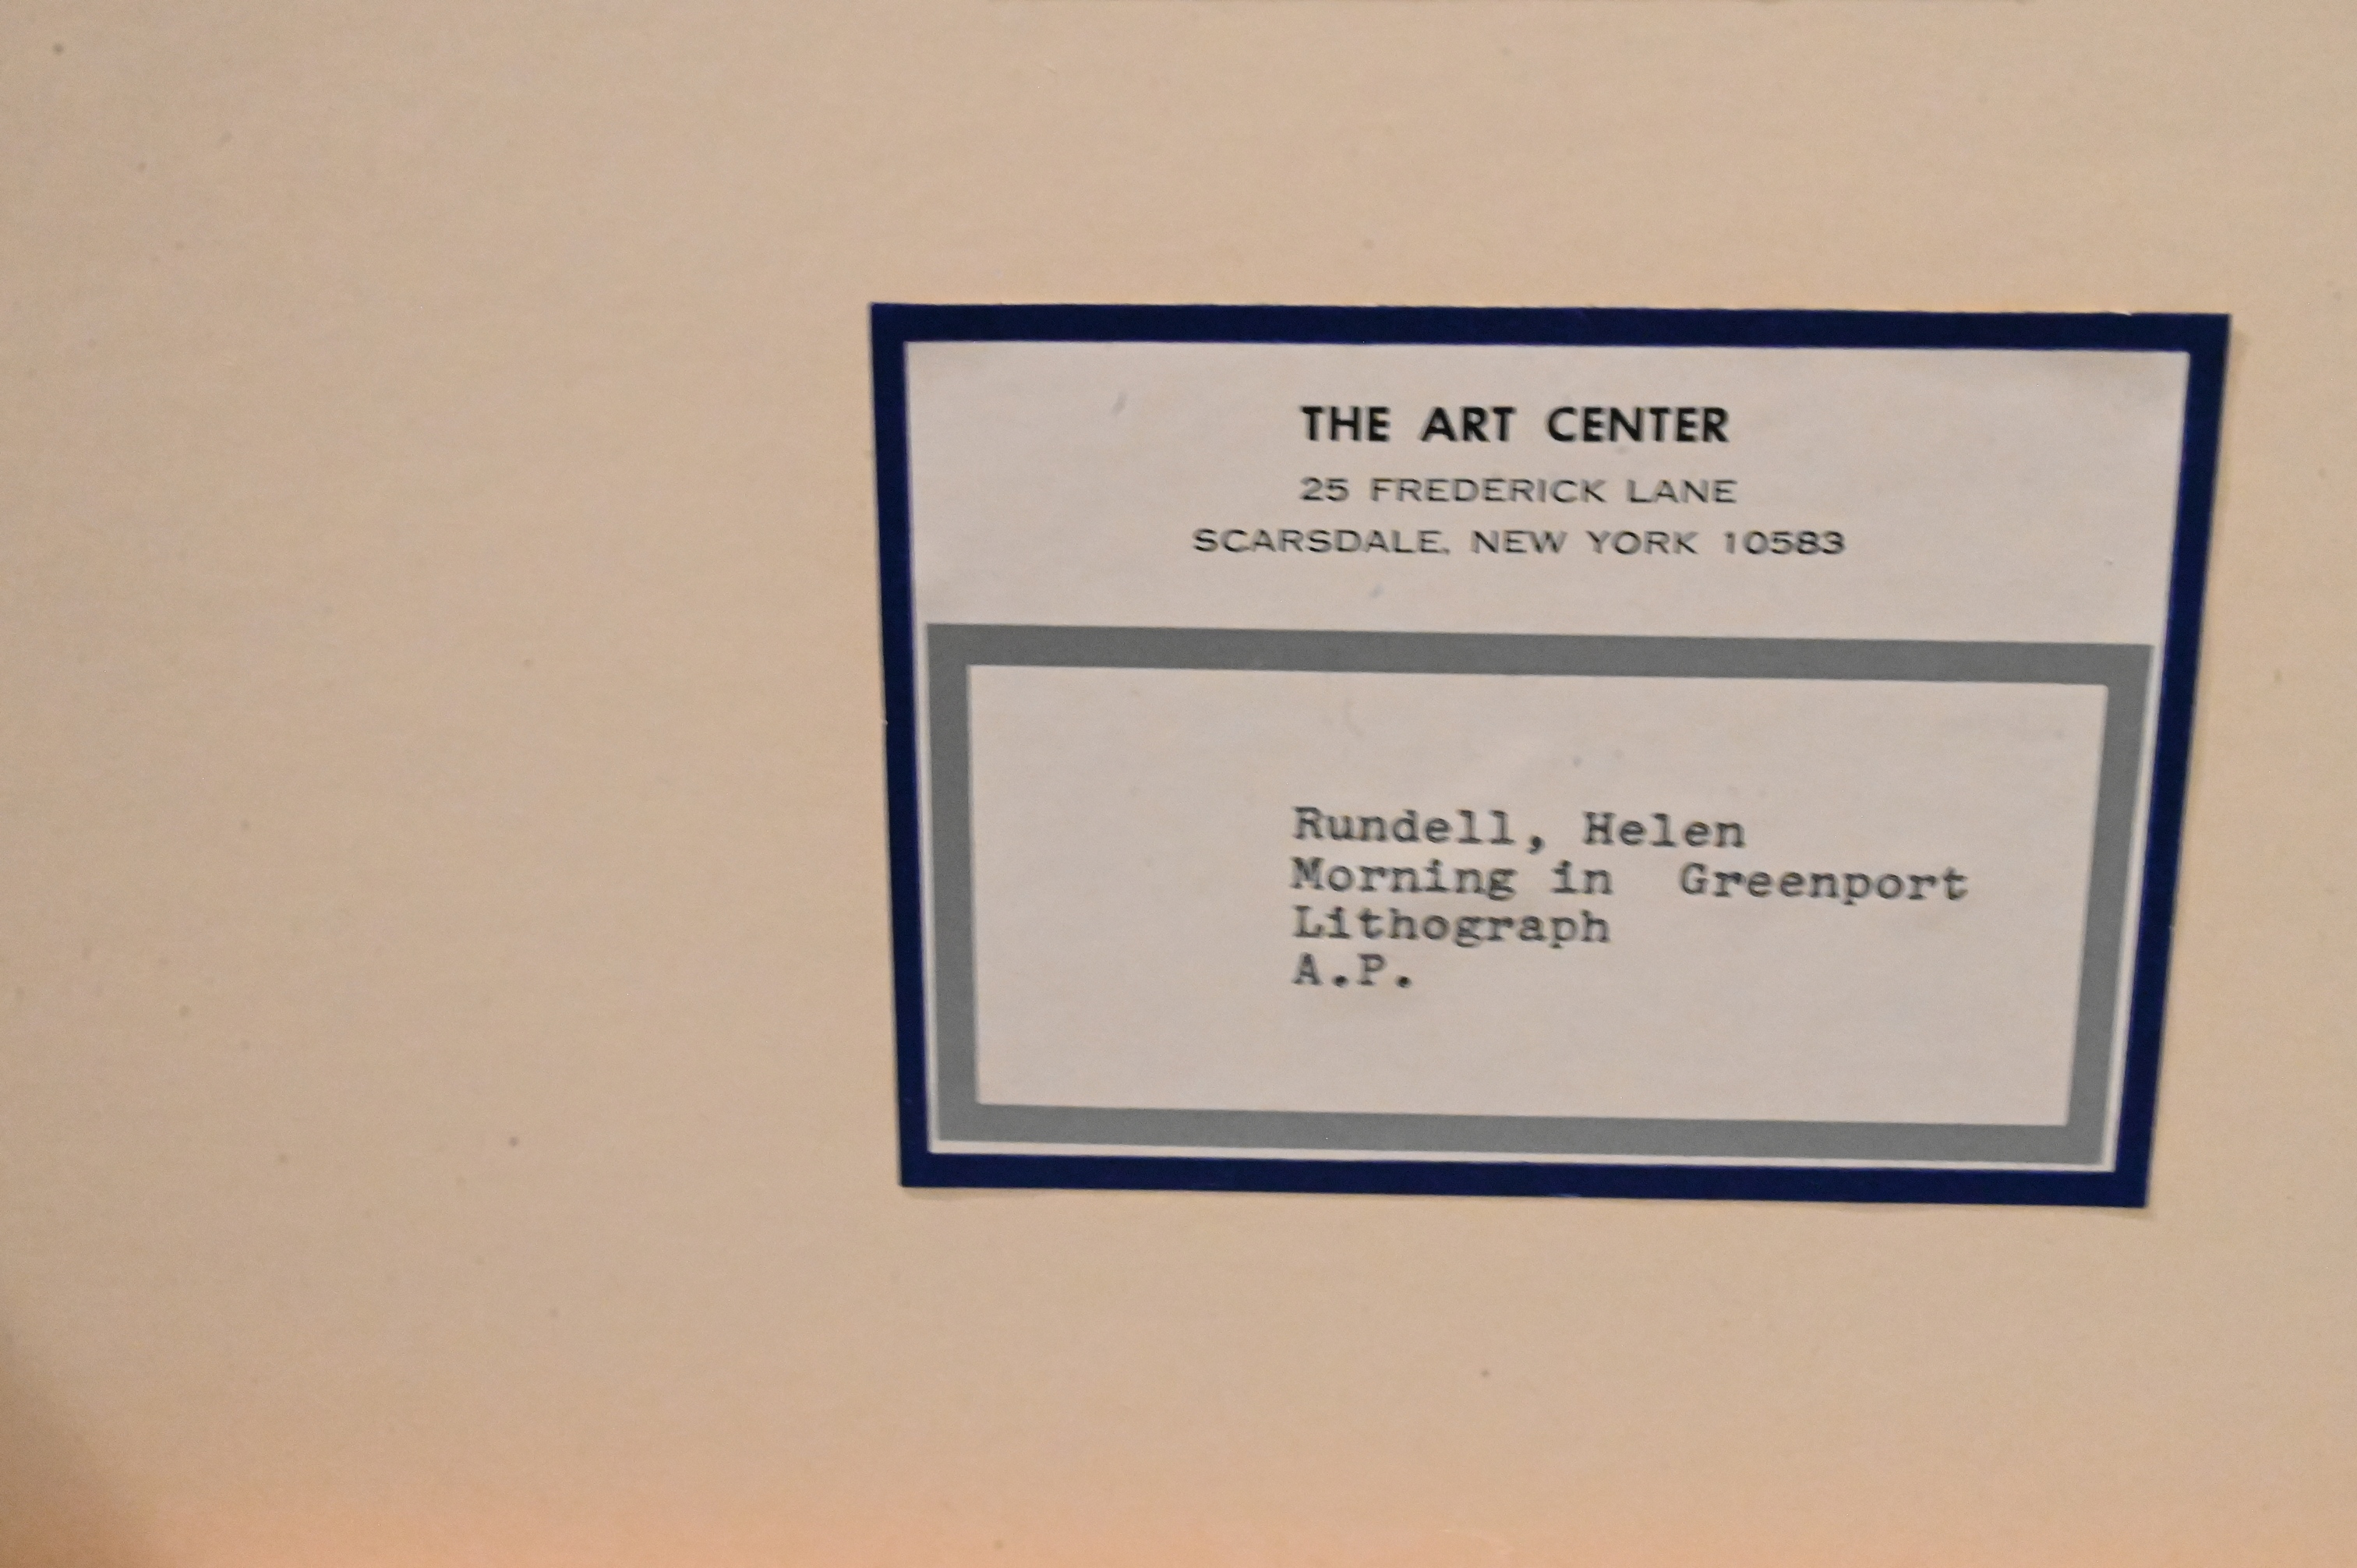 THE ART CENTER
25 FREDERICK LANE
SCARSDALE, NEW YORK 10583
Rundell, Helen
Morning in Greenport
Lithograph
A.P.